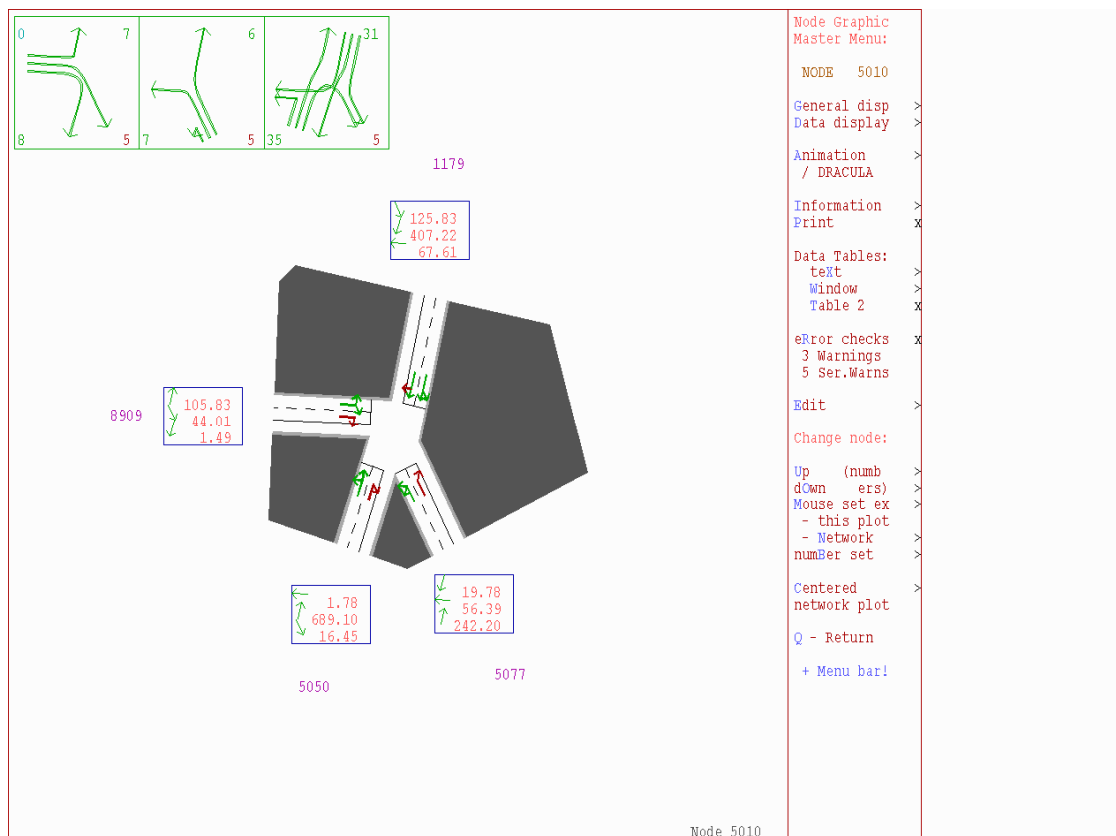 0 7 6 31
8 5 7 5 35 5
1179
125.83
407.22
67.61
8909
105.83
44.01
1.49
1.78
689.10
16.45
19.78
56.39
242.20
5077
5050
Node 5010
Node Graphic
Master Menu:
NODE 5010
General disp >
Data display >
Animation >
/ DRACULA
Information >
Print x
Data Tables:
teXt >
Window >
Table 2 x
eRror checks x
3 Warnings
5 Ser.Warns
Edit >
Change node:
Up (numb >
dOwn ers) >
Mouse set ex >
- this plot
- Network >
numBer set >
Centered >
network plot
Q - Return
+ Menu bar!